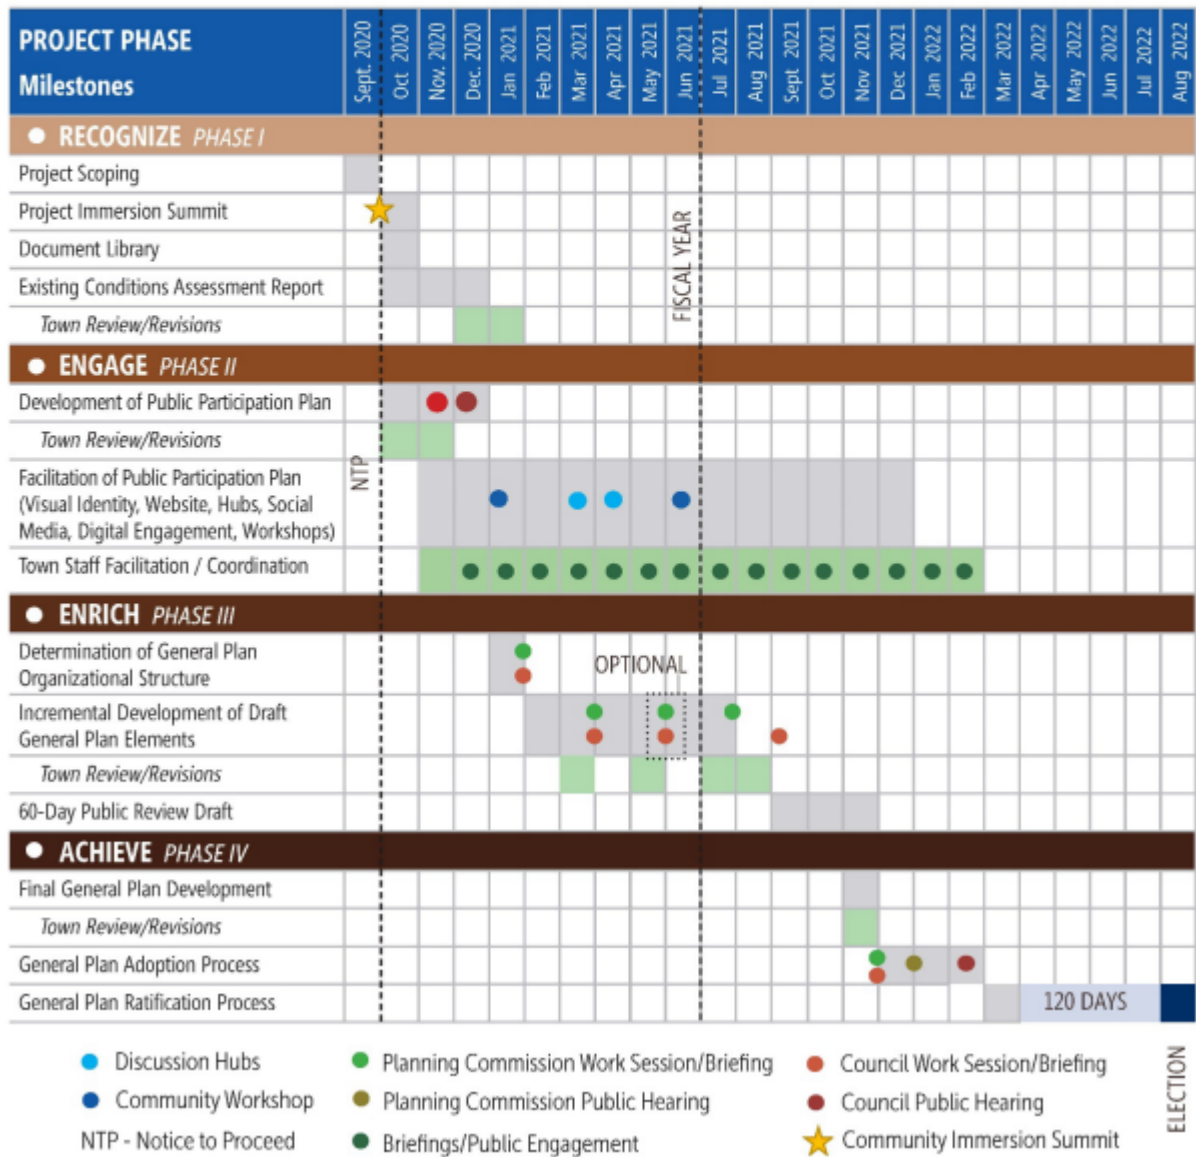 PROJECT PHASE
Milestones
Sept. 2020
Oct 2020
Nov. 2020
Dec. 2020
Jan 2021
Feb 2021
Mar 2021
Apr 2021
May 2021
Jun 2021
Jul 2021
Aug 2021
Sept 2021
Oct 2021
Nov 2021
Dec 2021
Jan 2022
Feb 2022
Mar 2022
Apr 2022
May 2022
Jun 2022
Jul 2022
Aug 2022
RECOGNIZE PHASE I
Project Scoping
Project Immersion Summit
Document Library
Existing Conditions Assessment Report
Town Review/Revisions
FISCAL YEAR
ENGAGE PHASE II
Development of Public Participation Plan
Town Review/Revisions
NTP
Facilitation of Public Participation Plan
(Visual Identity, Website, Hubs, Social
Media, Digital Engagement, Workshops)
Town Staff Facilitation / Coordination
ENRICH PHASE III
Determination of General Plan
Organizational Structure
OPTIONAL
Incremental Development of Draft
General Plan Elements
Town Review/Revisions
60-Day Public Review Draft
ACHIEVE PHASE IV
Final General Plan Development
Town Review/Revisions
General Plan Adoption Process
General Plan Ratification Process
120 DAYS
ELECTION
Discussion Hubs
Planning Commission Work Session/Briefing
Council Work Session/Briefing
Community Workshop
Planning Commission Public Hearing
Council Public Hearing
NTP - Notice to Proceed
Briefings/Public Engagement
Community Immersion Summit